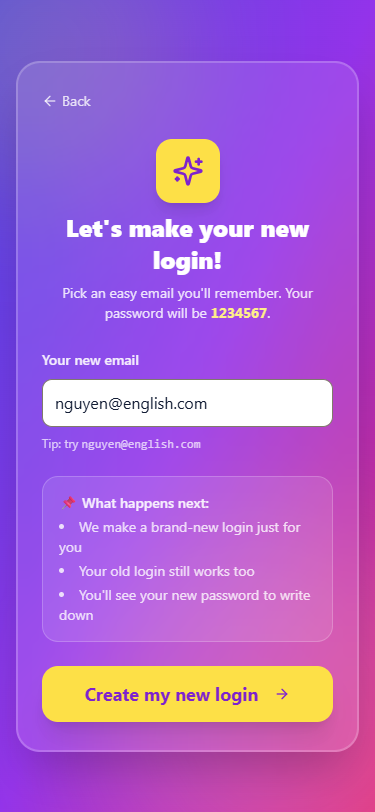 ← Back
Let's make your new
login!
Pick an easy email you'll remember. Your
password will be 1234567.
Your new email
nguyen@english.com
Tip: try nguyen@english.com
📌 What happens next:
• We make a brand-new login just for
you
• Your old login still works too
• You'll see your new password to write
down
Create my new login →